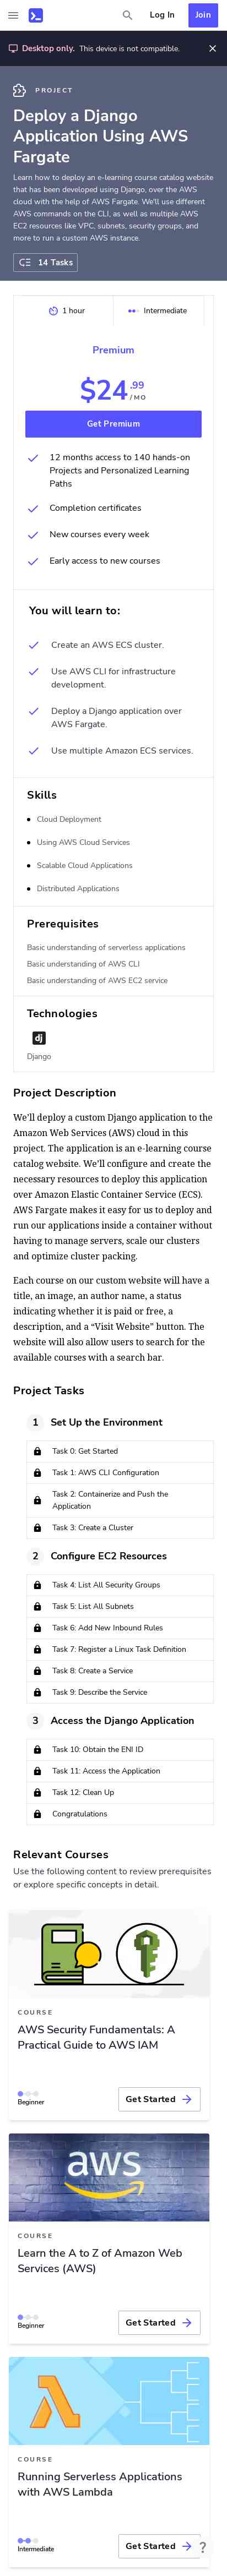 Log In
Join
Desktop only. This device is not compatible.
PROJECT
Deploy a Django
Application Using AWS
Fargate
Learn how to deploy an e-learning course catalog website
that has been developed using Django, over the AWS
cloud with the help of AWS Fargate. We'll use different
AWS commands on the CLI, as well as multiple AWS
EC2 resources like VPC, subnets, security groups, and
more to run a custom AWS instance.
14 Tasks
1 hour
Intermediate
Premium
$24.99
/ MO
Get Premium
12 months access to 140 hands-on
Projects and Personalized Learning
Paths
Completion certificates
New courses every week
Early access to new courses
You will learn to:
Create an AWS ECS cluster.
Use AWS CLI for infrastructure
development.
Deploy a Django application over
AWS Fargate.
Use multiple Amazon ECS services.
Skills
Cloud Deployment
Using AWS Cloud Services
Scalable Cloud Applications
Distributed Applications
Prerequisites
Basic understanding of serverless applications
Basic understanding of AWS CLI
Basic understanding of AWS EC2 service
Technologies
dj
Django
Project Description
We'll deploy a custom Django application to the
Amazon Web Services (AWS) cloud in this
project. The application is an e-learning course
catalog website. We'll configure and create the
necessary resources to deploy this application
over Amazon Elastic Container Service (ECS).
AWS Fargate makes it easy for us to deploy and
run our applications inside a container without
having to manage servers, scale our clusters
and optimize cluster packing.
Each course on our custom website will have a
title, an image, an author name, a status
indicating whether it is paid or free, a
description, and a “Visit Website” button. The
website will also allow users to search for the
available courses with a search bar.
Project Tasks
1 Set Up the Environment
Task 0: Get Started
Task 1: AWS CLI Configuration
Task 2: Containerize and Push the
Application
Task 3: Create a Cluster
2 Configure EC2 Resources
Task 4: List All Security Groups
Task 5: List All Subnets
Task 6: Add New Inbound Rules
Task 7: Register a Linux Task Definition
Task 8: Create a Service
Task 9: Describe the Service
3 Access the Django Application
Task 10: Obtain the ENI ID
Task 11: Access the Application
Task 12: Clean Up
Congratulations
Relevant Courses
Use the following content to review prerequisites
or explore specific concepts in detail.
COURSE
AWS Security Fundamentals: A
Practical Guide to AWS IAM
Beginner
Get Started
aws
COURSE
Learn the A to Z of Amazon Web
Services (AWS)
Beginner
Get Started
COURSE
Running Serverless Applications
with AWS Lambda
Intermediate
Get Started
?